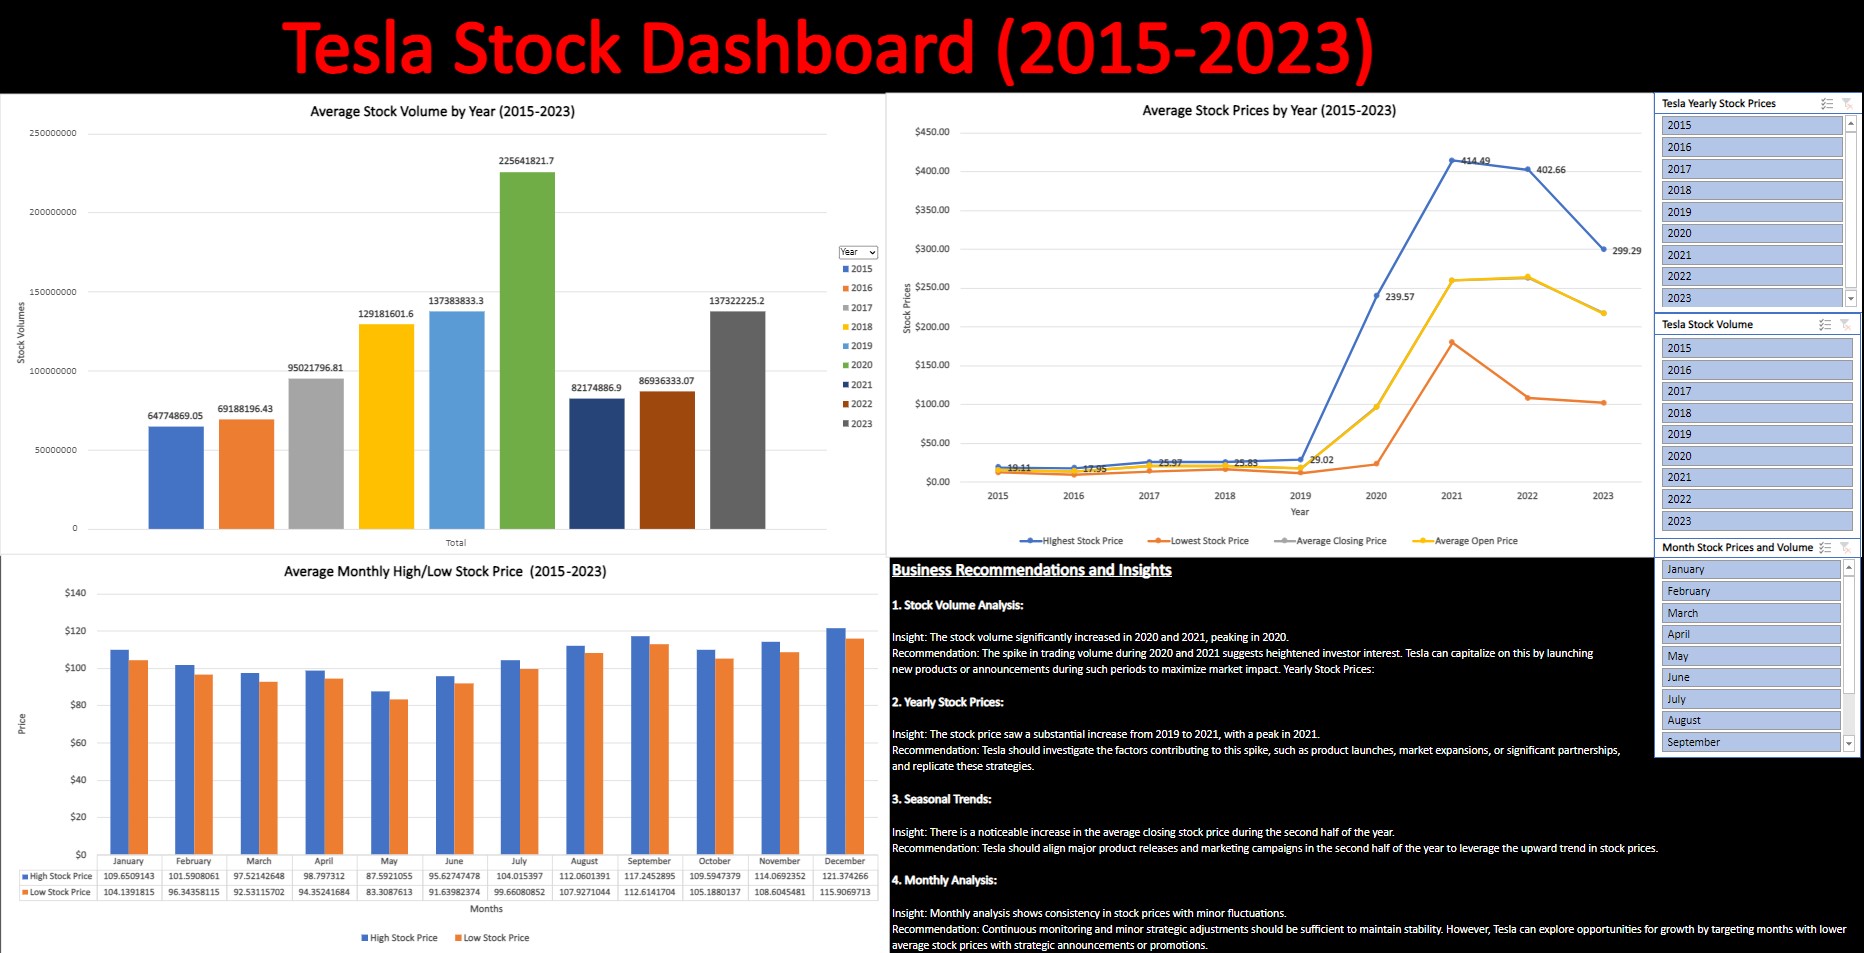 Tesla Stock Dashboard (2015-2023)
Average Stock Volume by Year (2015-2023)
250000000
200000000
150000000
100000000
50000000
0
Stock Volumes
64774869.05
69188196.43
95021796.81
129181601.6
137383833.3
225641821.7
82174886.9
86936333.07
137322225.2
Total
Year
2015
2016
2017
2018
2019
2020
2021
2022
2023
Average Stock Prices by Year (2015-2023)
$450.00
$400.00
$350.00
$300.00
$250.00
$200.00
$150.00
$100.00
$50.00
$0.00
Stock Prices
19.11
17.95
25.97
25.83
29.02
239.57
414.49
402.66
299.29
2015 2016 2017 2018 2019 2020 2021 2022 2023
Year
Highest Stock Price Lowest Stock Price Average Closing Price Average Open Price
Tesla Yearly Stock Prices
2015
2016
2017
2018
2019
2020
2021
2022
2023
Tesla Stock Volume
2015
2016
2017
2018
2019
2020
2021
2022
2023
Month Stock Prices and Volume
January
February
March
April
May
June
July
August
September
Average Monthly High/Low Stock Price (2015-2023)
$140
$120
$100
$80
$60
$40
$20
$0
Price
January February March April May June July August September October November December
High Stock Price 109.6509143 101.5908061 97.52142648 98.797312 87.5921055 95.62747478 104.015397 112.0601391 117.2452895 109.5947379 114.0692352 121.374266
Low Stock Price 104.1391815 96.34358115 92.53115702 94.35241684 83.3087613 91.63982374 99.66080852 107.9271044 112.6141704 105.1880137 108.6045481 115.9069713
Months
High Stock Price Low Stock Price
Business Recommendations and Insights
1. Stock Volume Analysis:
Insight: The stock volume significantly increased in 2020 and 2021, peaking in 2020.
Recommendation: The spike in trading volume during 2020 and 2021 suggests heightened investor interest. Tesla can capitalize on this by launching
new products or announcements during such periods to maximize market impact. Yearly Stock Prices:
2. Yearly Stock Prices:
Insight: The stock price saw a substantial increase from 2019 to 2021, with a peak in 2021.
Recommendation: Tesla should investigate the factors contributing to this spike, such as product launches, market expansions, or significant partnerships,
and replicate these strategies.
3. Seasonal Trends:
Insight: There is a noticeable increase in the average closing stock price during the second half of the year.
Recommendation: Tesla should align major product releases and marketing campaigns in the second half of the year to leverage the upward trend in stock prices.
4. Monthly Analysis:
Insight: Monthly analysis shows consistency in stock prices with minor fluctuations.
Recommendation: Continuous monitoring and minor strategic adjustments should be sufficient to maintain stability. However, Tesla can explore opportunities for growth by targeting months with lower
average stock prices with strategic announcements or promotions.